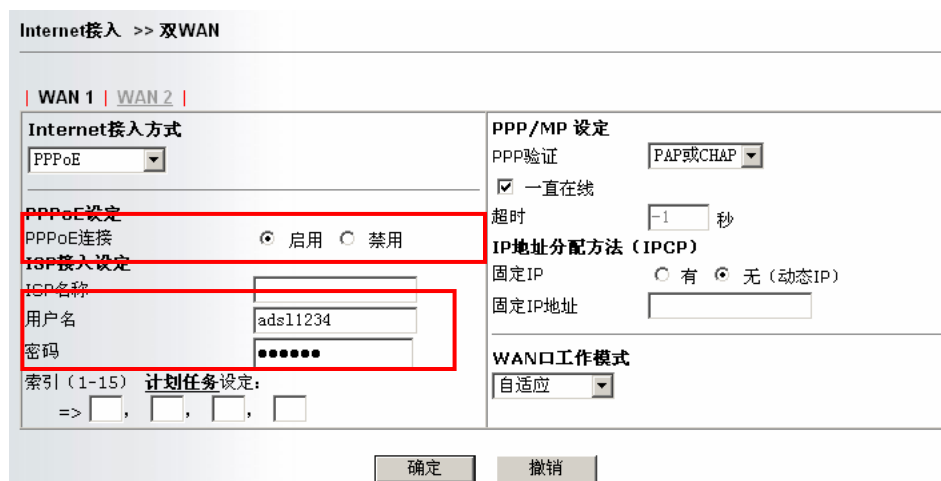 Internet接入 >> 双WAN
| WAN 1 | WAN 2 |
Internet接入方式
PPPoE
PPPoE设定
PPPoE连接 启用 禁用
ISP接入设定
ISP名称
用户名 adsl1234
密码 ●●●●●●
索引（1-15） 计划任务设定：
=> , , ,
PPP/MP 设定
PPP验证 PAP或CHAP
一直在线
超时 -1 秒
IP地址分配方法（IPCP）
固定IP 有 无（动态IP）
固定IP地址
WAN口工作模式
自适应
确定 撤销